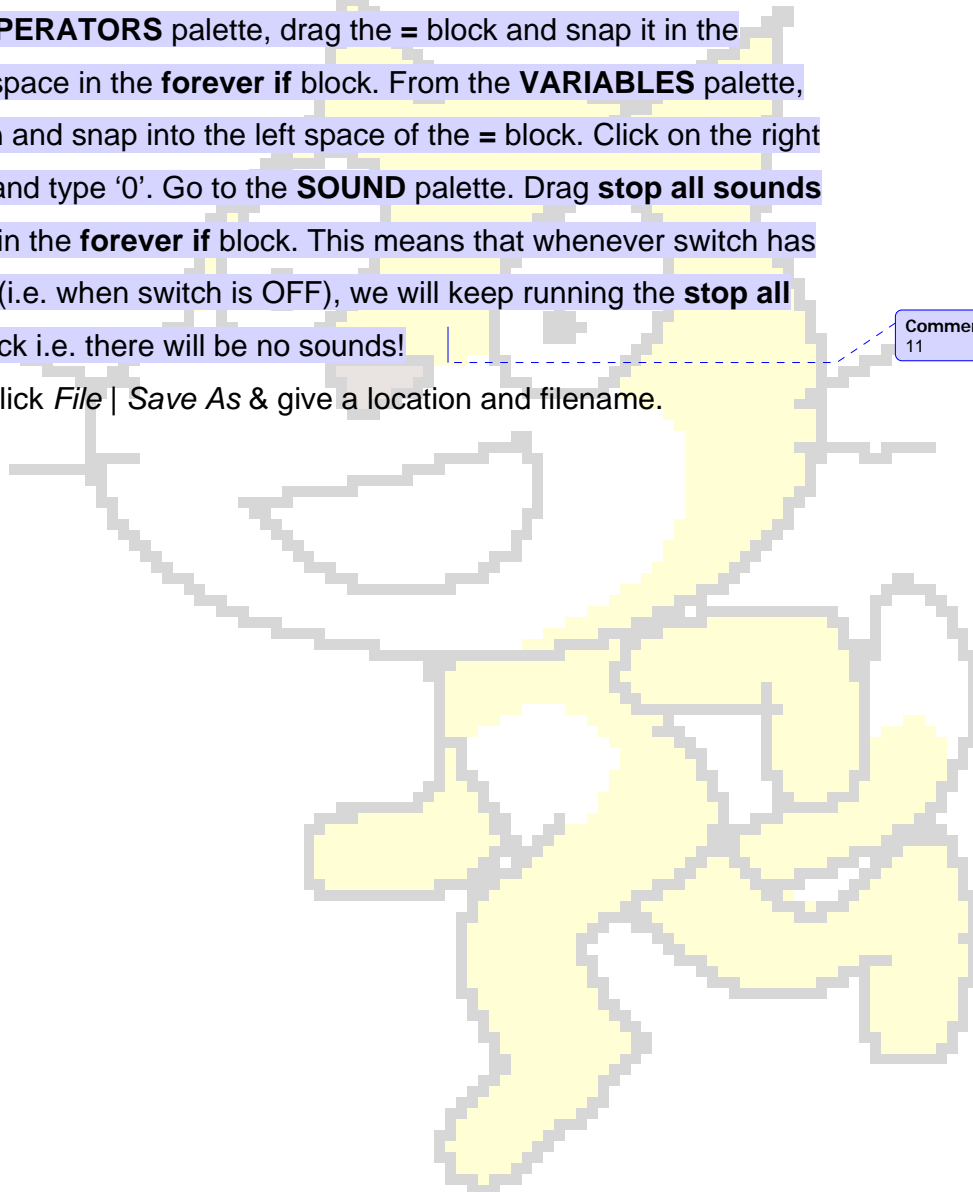 PERATORS palette, drag the = block and snap it in the
space in the forever if block. From the VARIABLES palette,
and snap into the left space of the = block. Click on the right
and type ‘0’. Go to the SOUND palette. Drag stop all sounds
in the forever if block. This means that whenever switch has
(i.e. when switch is OFF), we will keep running the stop all
ck i.e. there will be no sounds!
Commen
11
lick File | Save As & give a location and filename.